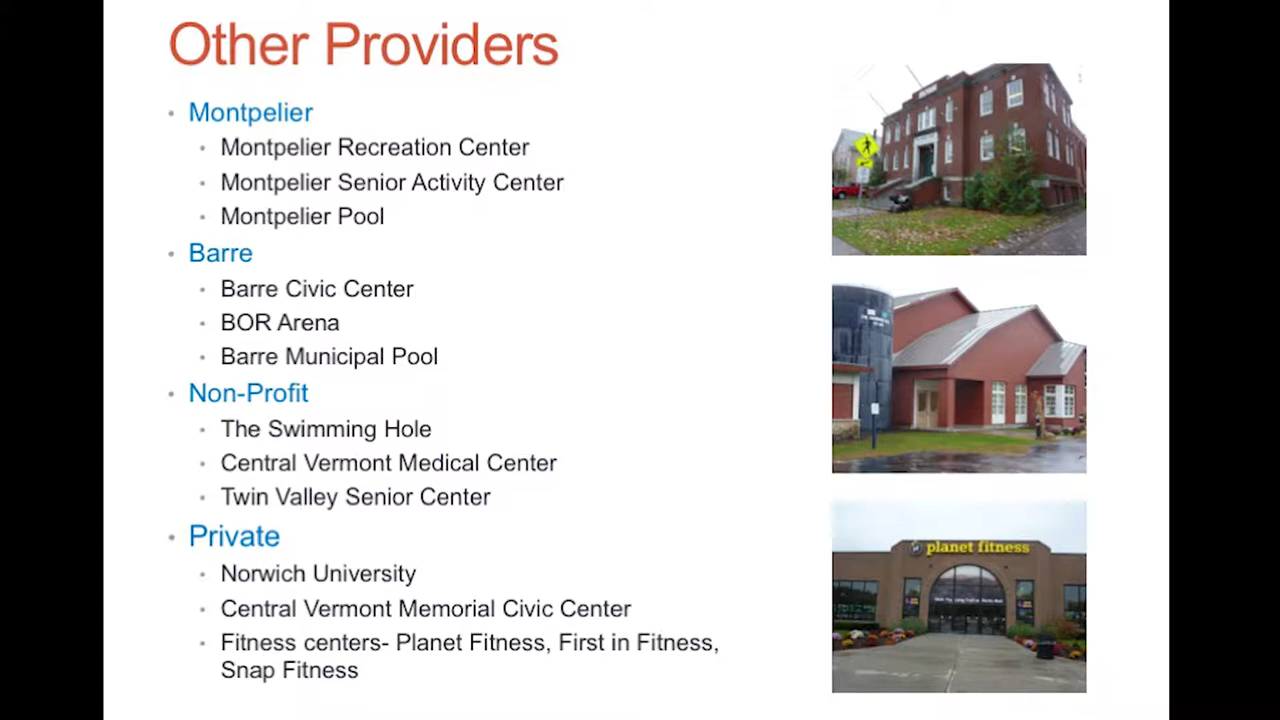 Other Providers
Montpelier
Montpelier Recreation Center
Montpelier Senior Activity Center
Montpelier Pool
Barre
Barre Civic Center
BOR Arena
Barre Municipal Pool
Non-Profit
The Swimming Hole
Central Vermont Medical Center
Twin Valley Senior Center
Private
Norwich University
Central Vermont Memorial Civic Center
Fitness centers- Planet Fitness, First in Fitness,
Snap Fitness
planet fitness